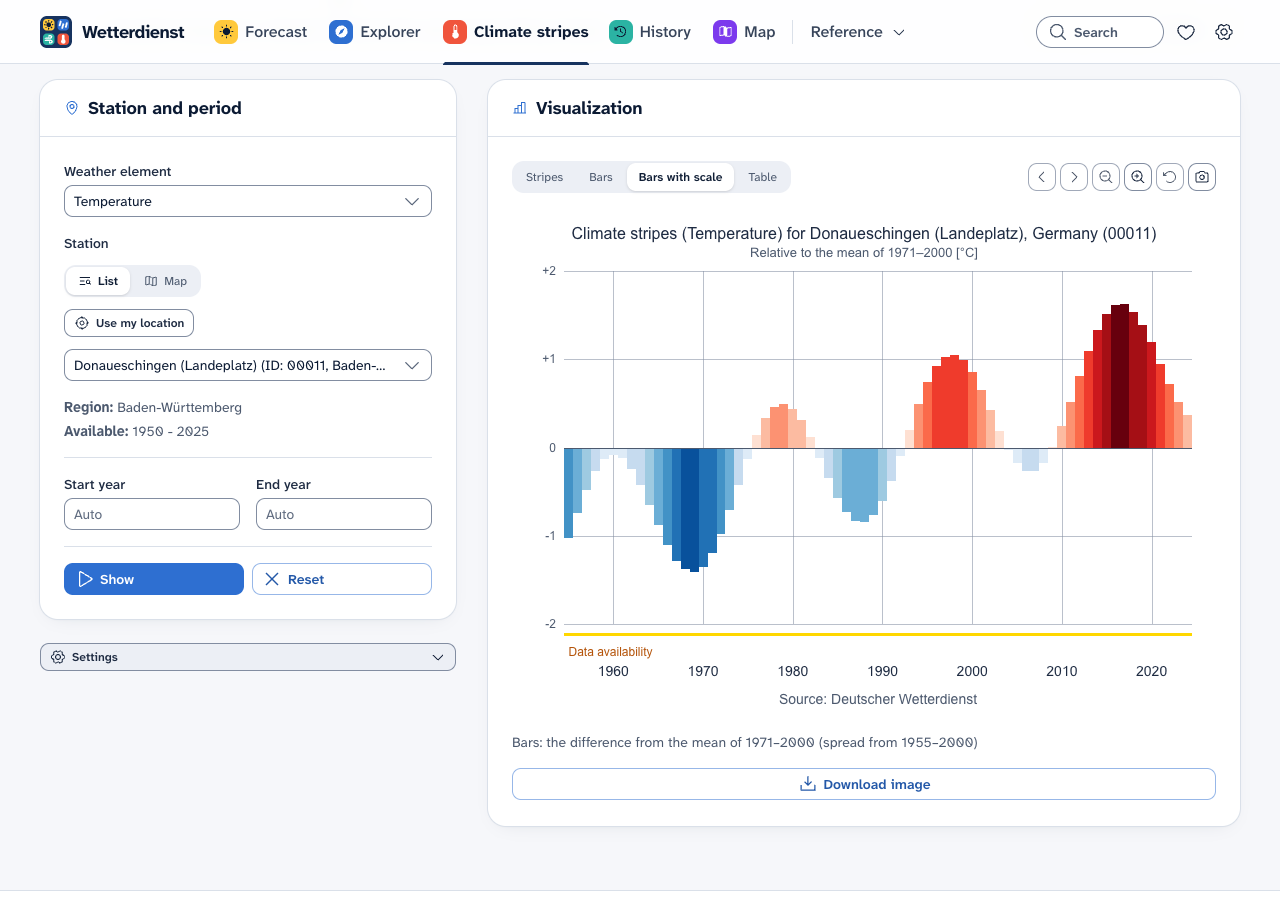 Wetterdienst
Forecast
Explorer
Climate stripes
History
Map
Reference
Search
Station and period
Weather element
Temperature
Station
List
Map
Use my location
Donaueschingen (Landeplatz) (ID: 00011, Baden-...
Region: Baden-Württemberg
Available: 1950 - 2025
Start year
End year
Auto
Auto
Show
Reset
Settings
Visualization
Stripes
Bars
Bars with scale
Table
Climate stripes (Temperature) for Donaueschingen (Landeplatz), Germany (00011)
Relative to the mean of 1971–2000 [°C]
+2
+1
0
-1
-2
Data availability
1960
1970
1980
1990
2000
2010
2020
Source: Deutscher Wetterdienst
Bars: the difference from the mean of 1971–2000 (spread from 1955–2000)
Download image